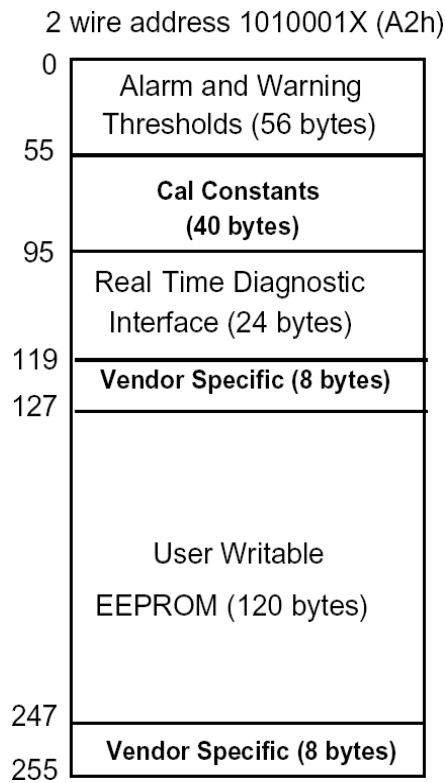 2 wire address 1010001X (A2h)
0
Alarm and Warning
Thresholds (56 bytes)
55
Cal Constants
(40 bytes)
95
Real Time Diagnostic
Interface (24 bytes)
119
Vendor Specific (8 bytes)
127
User Writable
EEPROM (120 bytes)
247
Vendor Specific (8 bytes)
255